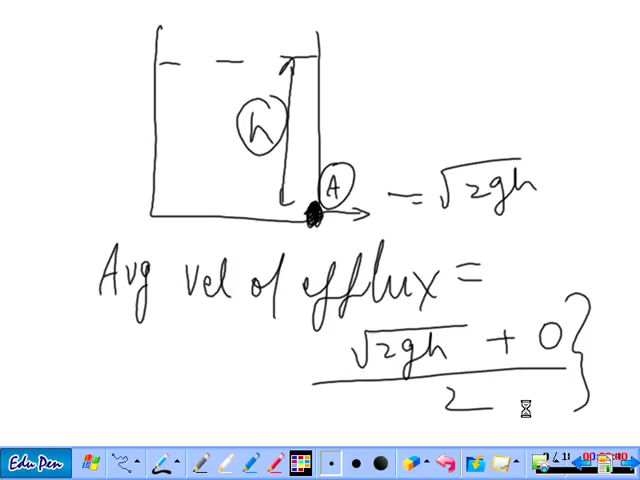 h
A
= √2gh
Avg vel of efflux =
√2gh + 0
2
Edu Pen